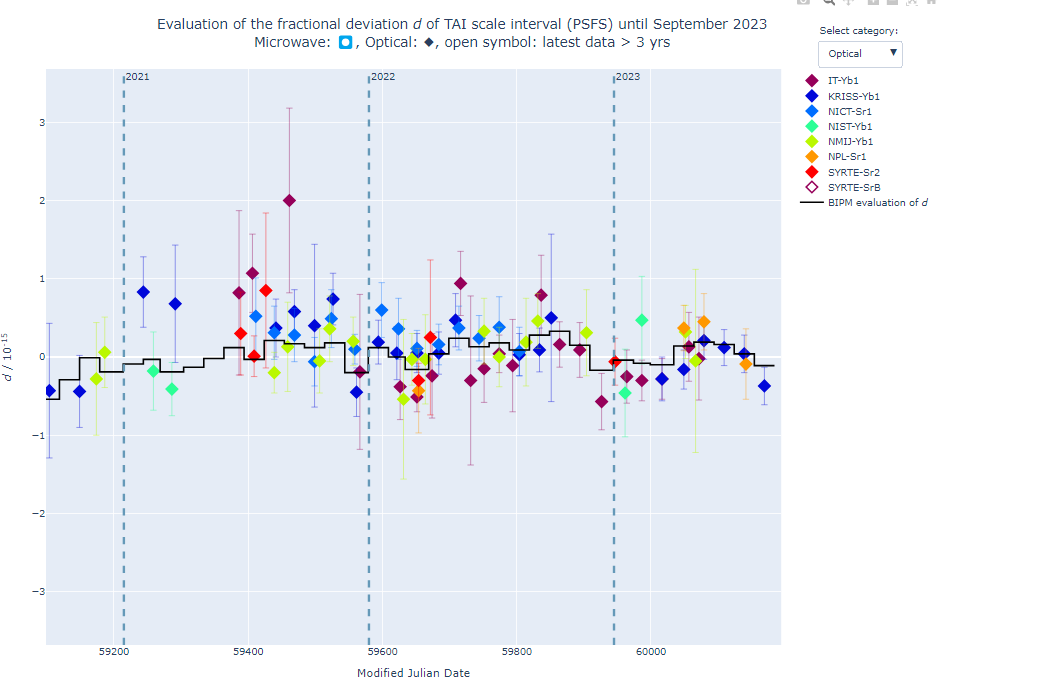 Evaluation of the fractional deviation d of TAI scale interval (PSFS) until September 2023
Microwave: , Optical: ◆, open symbol: latest data > 3 yrs
Select category:
Optical ▼
IT-Yb1
KRISS-Yb1
NICT-Sr1
NIST-Yb1
NMIJ-Yb1
NPL-Sr1
SYRTE-Sr2
SYRTE-SrB
BIPM evaluation of d
2021
2022
2023
3
2
1
0
−1
−2
−3
d / 10⁻¹⁵
59200
59400
59600
59800
60000
Modified Julian Date